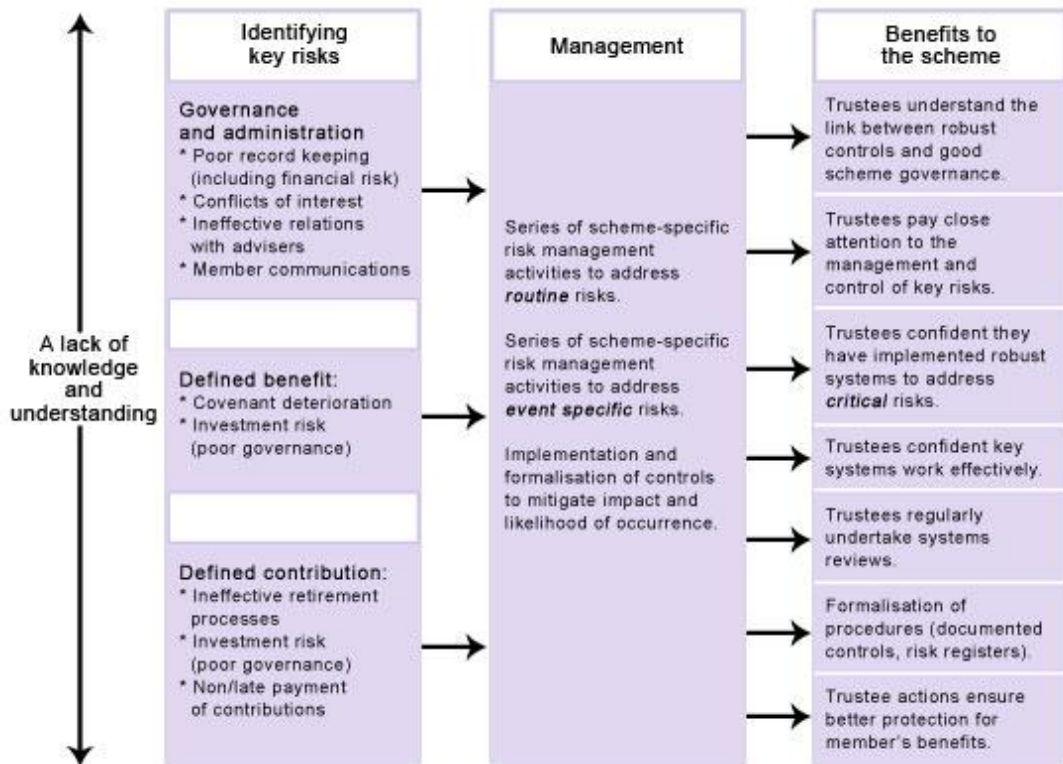 A lack of
knowledge
and
understanding
Identifying
key risks
Governance
and administration
* Poor record keeping
(including financial risk)
* Conflicts of interest
* Ineffective relations
with advisers
* Member communications
Defined benefit:
* Covenant deterioration
* Investment risk
(poor governance)
Defined contribution:
* Ineffective retirement
processes
* Investment risk
(poor governance)
* Non/late payment
of contributions
Management
Series of scheme-specific
risk management
activities to address
routine risks.
Series of scheme-specific
risk management
activities to address
event specific risks.
Implementation and
formalisation of controls
to mitigate impact and
likelihood of occurrence.
Benefits to
the scheme
Trustees understand the
link between robust
controls and good
scheme governance.
Trustees pay close
attention to the
management and
control of key risks.
Trustees confident they
have implemented robust
systems to address
critical risks.
Trustees confident key
systems work effectively.
Trustees regularly
undertake systems
reviews.
Formalisation of
procedures (documented
controls, risk registers).
Trustee actions ensure
better protection for
member's benefits.